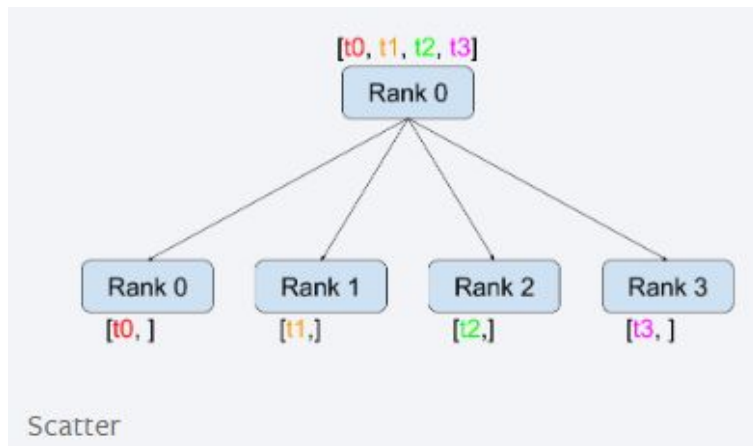 [t0, t1, t2, t3]
Rank 0
Rank 0 Rank 1 Rank 2 Rank 3
[t0, ] [t1,] [t2,] [t3, ]
Scatter